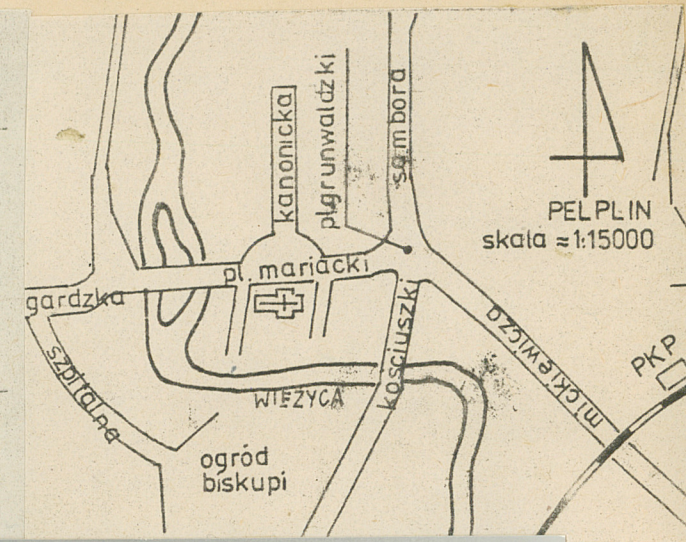 kanonicka
pl.grunwaldzki
sambora
PELPLIN
skala ≈ 1:15000
pl. mariacki
gardzka
kościuszki
mickiewicza
PKP
szpitalna
WIEŻYCA
ogród
biskupi